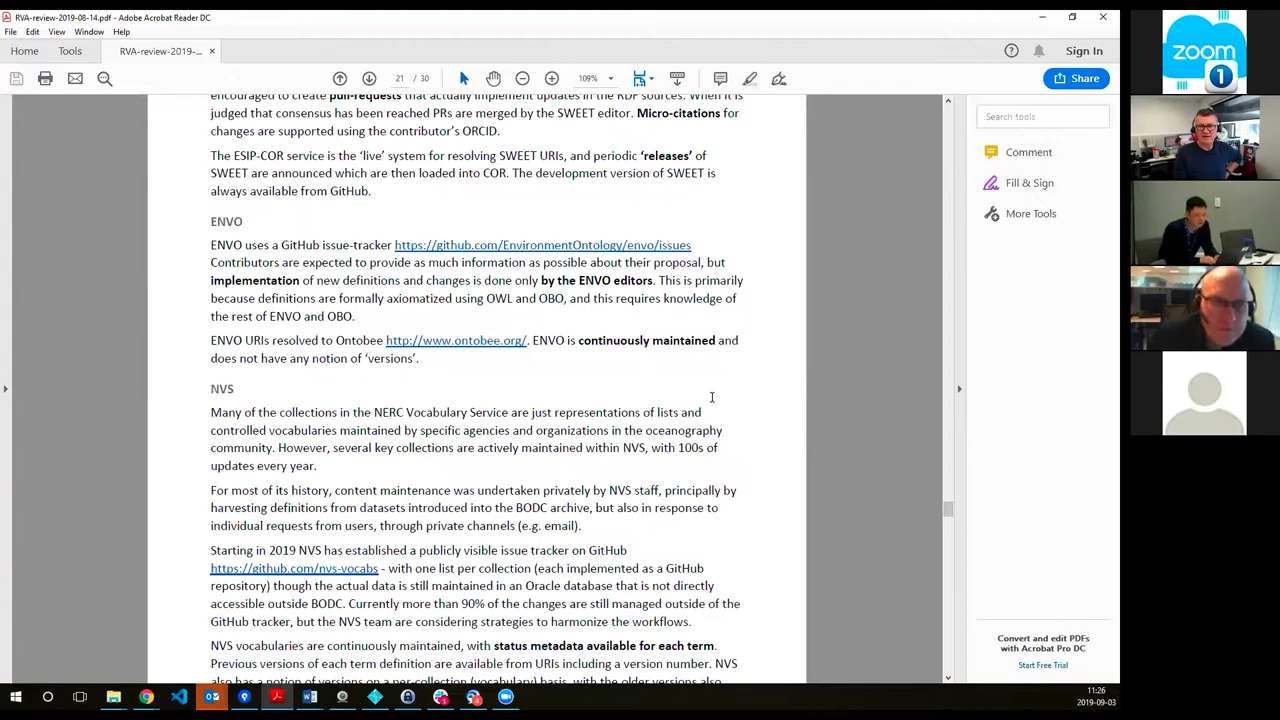 RVA-review-2019-08-14.pdf - Adobe Acrobat Reader DC
File Edit View Window Help
Home Tools RVA-review-2019-... × Sign In
21 / 30 109% Share
encouraged to create pull-requests that actually implement updates in the RDF sources. When it is
judged that consensus has been reached PRs are merged by the SWEET editor. Micro-citations for
changes are supported using the contributor's ORCID.
The ESIP-COR service is the 'live' system for resolving SWEET URIs, and periodic 'releases' of
SWEET are announced which are then loaded into COR. The development version of SWEET is
always available from GitHub.
ENVO
ENVO uses a GitHub issue-tracker https://github.com/EnvironmentOntology/envo/issues
Contributors are expected to provide as much information as possible about their proposal, but
implementation of new definitions and changes is done only by the ENVO editors. This is primarily
because definitions are formally axiomatized using OWL and OBO, and this requires knowledge of
the rest of ENVO and OBO.
ENVO URIs resolved to Ontobee http://www.ontobee.org/. ENVO is continuously maintained and
does not have any notion of 'versions'.
NVS
Many of the collections in the NERC Vocabulary Service are just representations of lists and
controlled vocabularies maintained by specific agencies and organizations in the oceanography
community. However, several key collections are actively maintained within NVS, with 100s of
updates every year.
For most of its history, content maintenance was undertaken privately by NVS staff, principally by
harvesting definitions from datasets introduced into the BODC archive, but also in response to
individual requests from users, through private channels (e.g. email).
Starting in 2019 NVS has established a publicly visible issue tracker on GitHub
https://github.com/nvs-vocabs - with one list per collection (each implemented as a GitHub
repository) though the actual data is still maintained in an Oracle database that is not directly
accessible outside BODC. Currently more than 90% of the changes are still managed outside of the
GitHub tracker, but the NVS team are considering strategies to harmonize the workflows.
NVS vocabularies are continuously maintained, with status metadata available for each term.
Previous versions of each term definition are available from URIs including a version number. NVS
also has a notion of versions on a per-collection (vocabulary) basis, with the older versions also
Search tools
Comment
Fill & Sign
More Tools
Convert and edit PDFs
with Acrobat Pro DC
Start Free Trial
zoom
1
11:26
2019-09-03